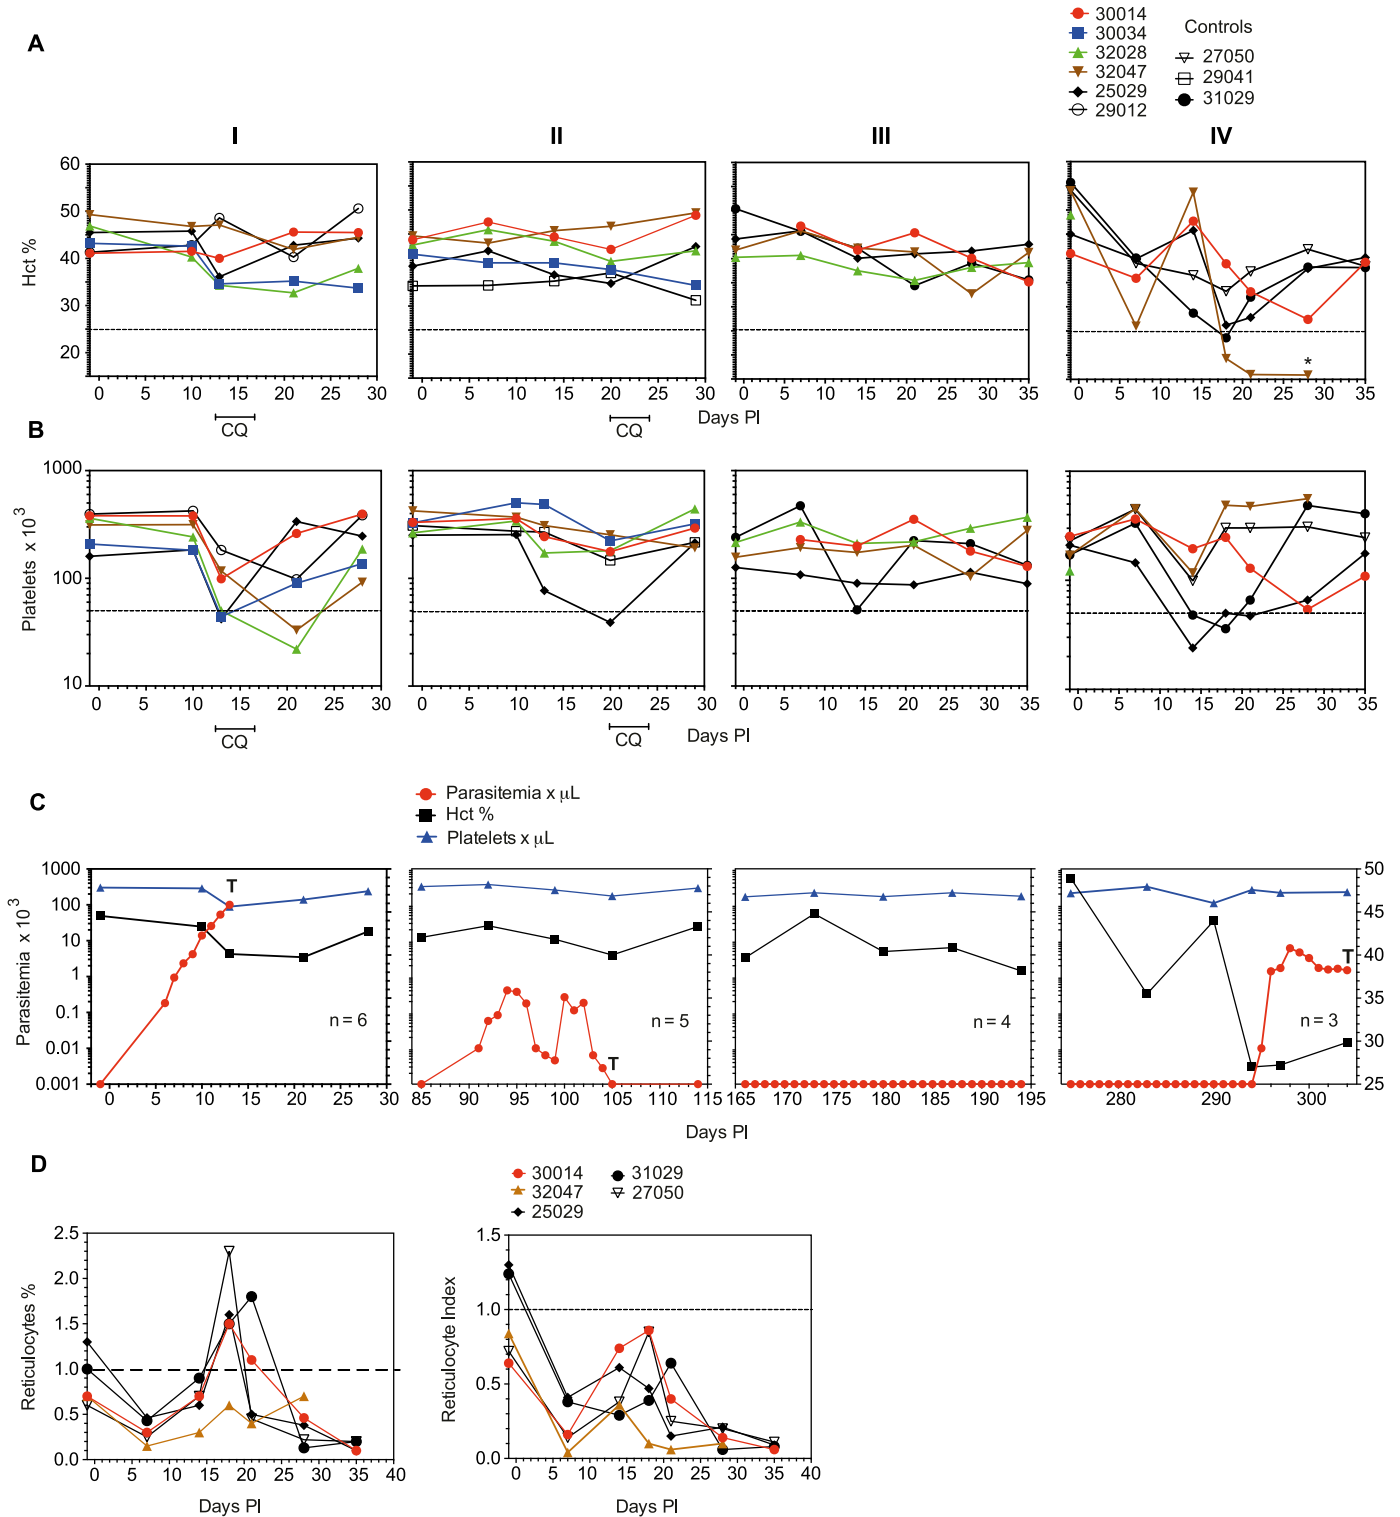 A
30014
30034
32028
32047
25029
29012
Controls
27050
29041
31029
I II III IV
Hct %
60
50
40
30
20
0 5 10 15 20 25 30
0 5 10 15 20 25 30
0 5 10 15 20 25 30 35
0 5 10 15 20 25 30 35
*
CQ CQ
Days PI
B
Platelets x 10³
1000
100
10
0 5 10 15 20 25 30
0 5 10 15 20 25 30
0 5 10 15 20 25 30 35
0 5 10 15 20 25 30 35
CQ CQ
Days PI
C
Parasitemia x μL
Hct %
Platelets x μL
Parasitemia x 10³
1000
100
10
1
0.1
0.01
0.001
T T T
n = 6 n = 5 n = 4 n = 3
50
45
40
35
30
25
0 5 10 15 20 25 30
85 90 95 100 105 110 115
165 170 175 180 185 190 195
280 290 300
Days PI
D
30014
32047
25029
31029
27050
Reticulocytes %
2.5
2.0
1.5
1.0
0.5
0.0
0 5 10 15 20 25 30 35 40
Days PI
Reticulocyte Index
1.5
1.0
0.5
0.0
0 5 10 15 20 25 30 35 40
Days PI